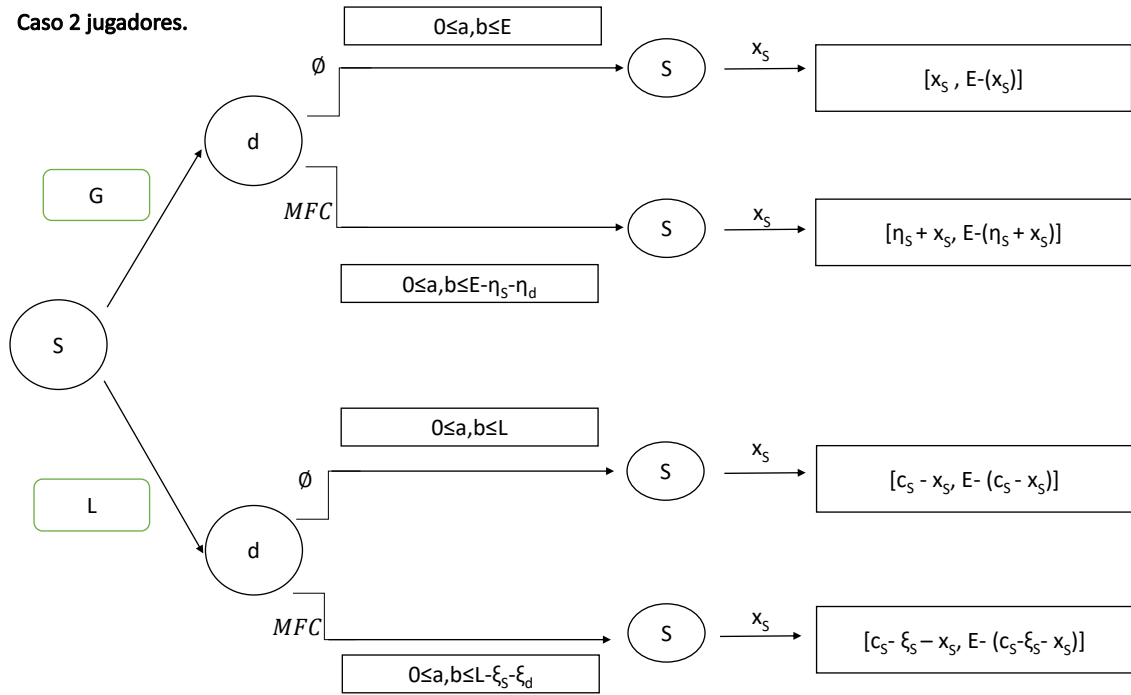 Caso 2 jugadores.
0≤a,b≤E
∅
S
x_S
[x_S , E-(x_S)]
d
G
MFC
S
x_S
[η_S + x_S, E-(η_S + x_S)]
0≤a,b≤E-η_S-η_d
S
0≤a,b≤L
∅
S
x_S
[c_S - x_S, E- (c_S - x_S)]
L
d
MFC
S
x_S
[c_S- ξ_S – x_S, E- (c_S-ξ_S- x_S)]
0≤a,b≤L-ξ_S-ξ_d